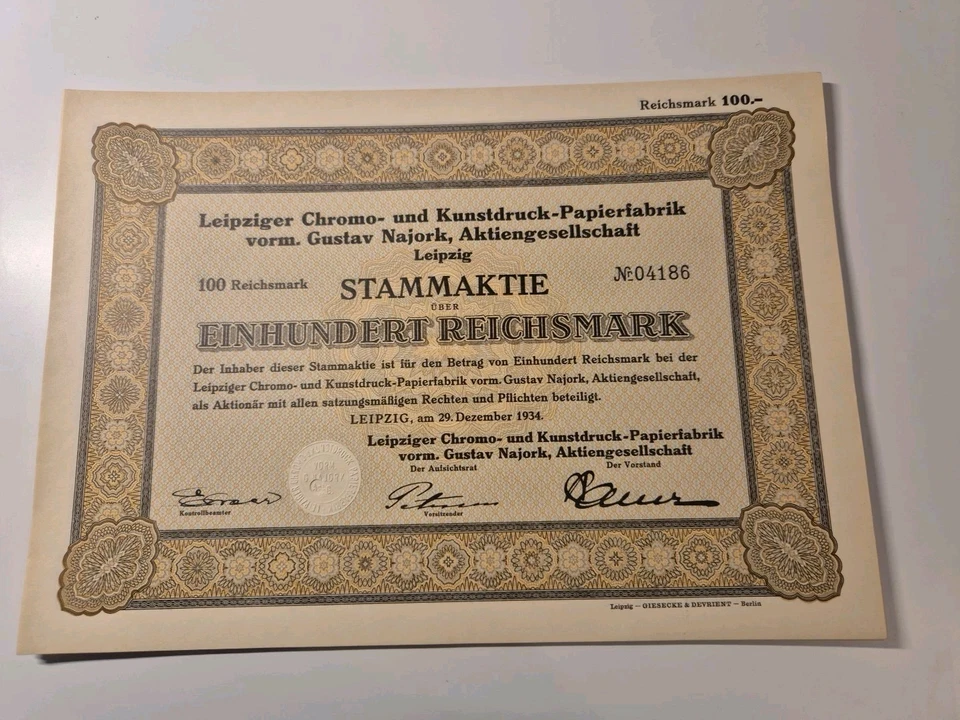 Reichsmark 100.–
Leipziger Chromo- und Kunstdruck-Papierfabrik
vorm. Gustav Najork, Aktiengesellschaft
Leipzig
100 Reichsmark STAMMAKTIE № 04186
ÜBER
EINHUNDERT REICHSMARK
Der Inhaber dieser Stammaktie ist für den Betrag von Einhundert Reichsmark bei der
Leipziger Chromo- und Kunstdruck-Papierfabrik vorm. Gustav Najork, Aktiengesellschaft,
als Aktionär mit allen satzungsmäßigen Rechten und Pflichten beteiligt.
LEIPZIG, am 29. Dezember 1934.
Leipziger Chromo- und Kunstdruck-Papierfabrik
vorm. Gustav Najork, Aktiengesellschaft
Der Aufsichtsrat Der Vorstand
Kontrollbeamter Vorsitzender
Leipzig – GIESECKE & DEVRIENT – Berlin